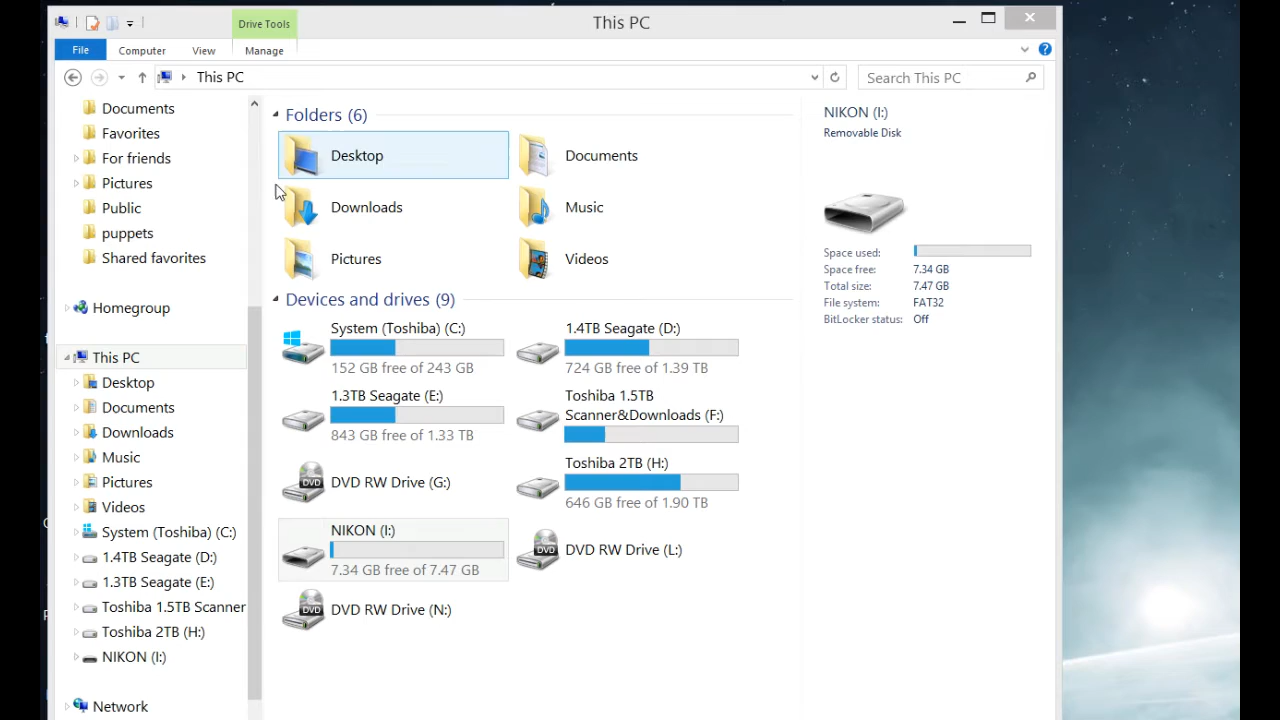 Drive Tools
This PC
File
Computer
View
Manage
This PC
Search This PC
Documents
Favorites
For friends
Pictures
Public
puppets
Shared favorites
Homegroup
This PC
Desktop
Documents
Downloads
Music
Pictures
Videos
System (Toshiba) (C:)
1.4TB Seagate (D:)
1.3TB Seagate (E:)
Toshiba 1.5TB Scanner
Toshiba 2TB (H:)
NIKON (I:)
Network
Folders (6)
Desktop
Documents
Downloads
Music
Pictures
Videos
Devices and drives (9)
System (Toshiba) (C:)
152 GB free of 243 GB
1.4TB Seagate (D:)
724 GB free of 1.39 TB
1.3TB Seagate (E:)
843 GB free of 1.33 TB
Toshiba 1.5TB
Scanner&Downloads (F:)
DVD
DVD RW Drive (G:)
Toshiba 2TB (H:)
646 GB free of 1.90 TB
NIKON (I:)
7.34 GB free of 7.47 GB
DVD
DVD RW Drive (L:)
DVD
DVD RW Drive (N:)
NIKON (I:)
Removable Disk
Space used:
Space free: 7.34 GB
Total size: 7.47 GB
File system: FAT32
BitLocker status: Off